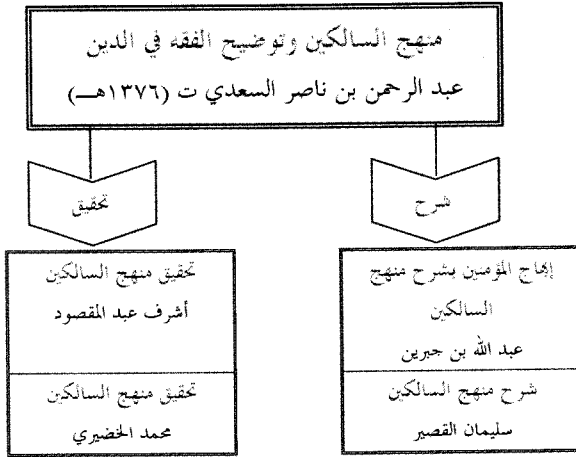 منهج السالكين وتوضيح الفقه في الدين
عبد الرحمن بن ناصر السعدي ت (١٣٧٦هـ)
شرح
تحقيق
إبهاج المؤمنين بشرح منهج
السالكين
عبد الله بن جبرين
شرح منهج السالكين
سليمان القصير
تحقيق منهج السالكين
أشرف عبد المقصود
تحقيق منهج السالكين
محمد الخضيري